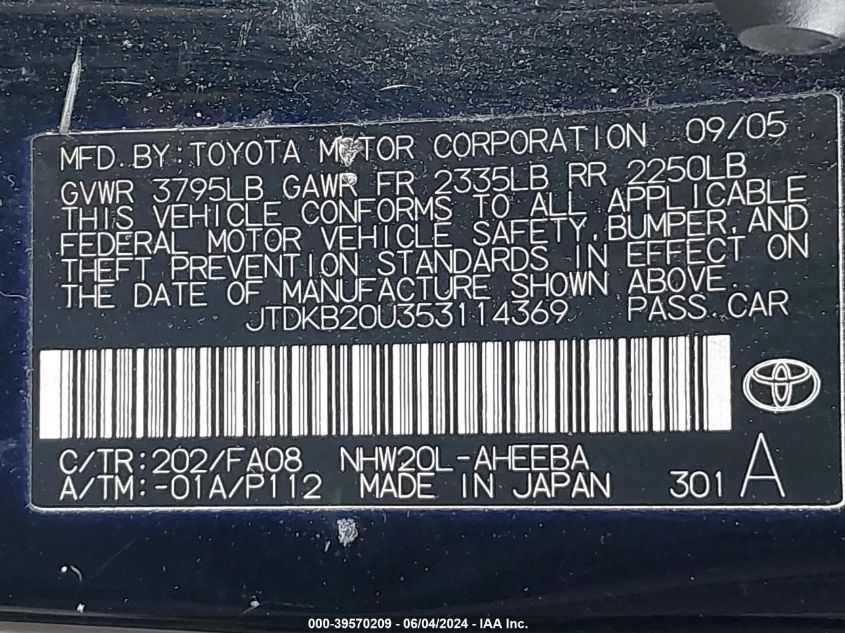 MFD. BY: TOYOTA MOTOR CORPORATION 09/05
GVWR 3795LB GAWR FR 2335LB RR 2250LB
THIS VEHICLE CONFORMS TO ALL APPLICABLE
FEDERAL MOTOR VEHICLE SAFETY, BUMPER, AND
THEFT PREVENTION STANDARDS IN EFFECT ON
THE DATE OF MANUFACTURE SHOWN ABOVE.
JTDKB20U353114369 PASS. CAR
C/TR: 202/FA08 NHW20L-AHEEBA
A/TM: -01A/P112 MADE IN JAPAN 301 A
000-39570209 - 06/04/2024 - IAA Inc.